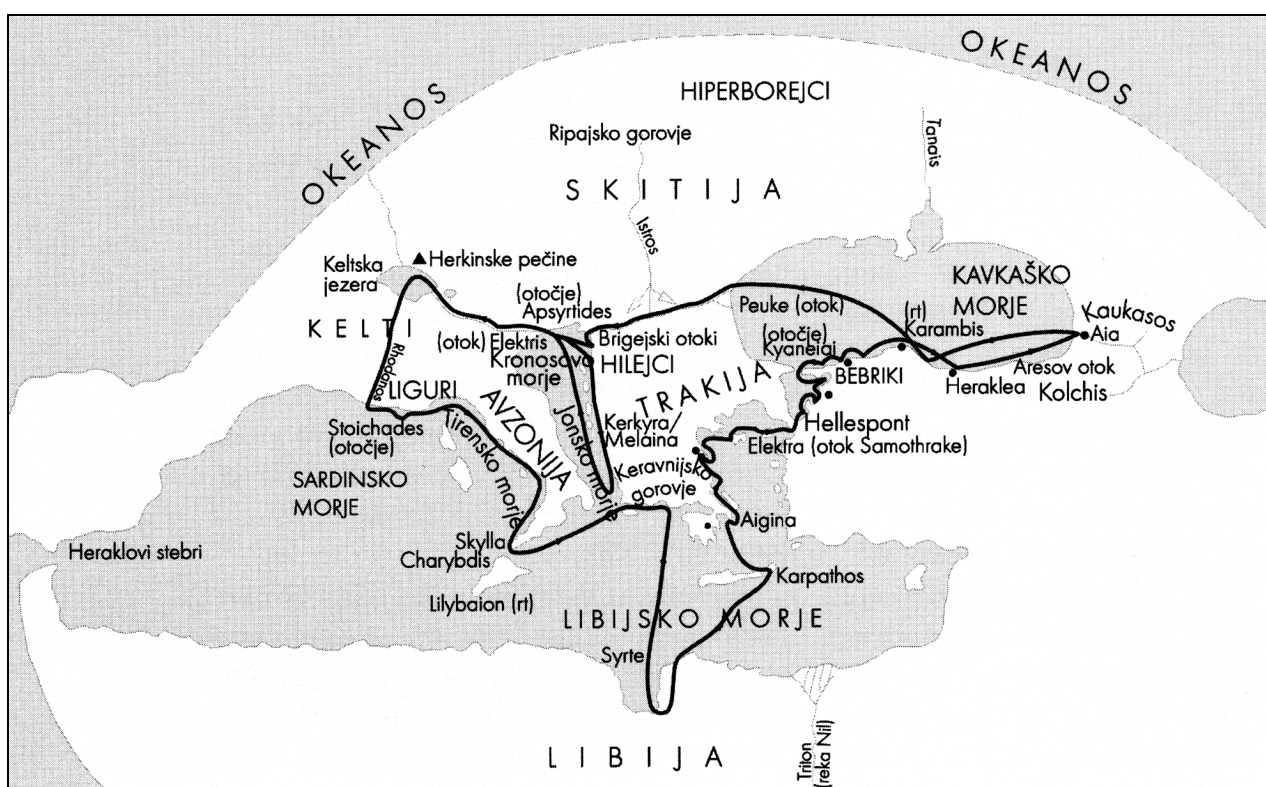 OKEANOS
OKEANOS
HIPERBOREJCI
Ripajsko gorovje
Tanais
SKITIJA
Istros
Keltska
jezera
Herkinske pečine
(otočje)
Apsyrtides
KAVKAŠKO
MORJE
Peuke (otok)
(rt)
Karambis
Kaukasos
Aia
KELTI
Rhodanos
(otok) Elektris
Kronosovo
morje
Brigejski otoki
HILEJCI
(otočje)
Kyaneiai
BEBRIKI
Heraklea
Aresov otok
Kolchis
LIGURI
Stoichades
(otočje)
Tirensko morje
AVZONIJA
Jonsko morje
TRAKIJA
Kerkyra/
Melaina
Hellespont
Elektra (otok Samothrake)
Keravnijsko
gorovje
SARDINSKO
MORJE
Aigina
Heraklovi stebri
Skylla
Charybdis
Karpathos
Lilybaion (rt)
LIBIJSKO MORJE
Syrte
LIBIJA
Triton
(reka Nil)